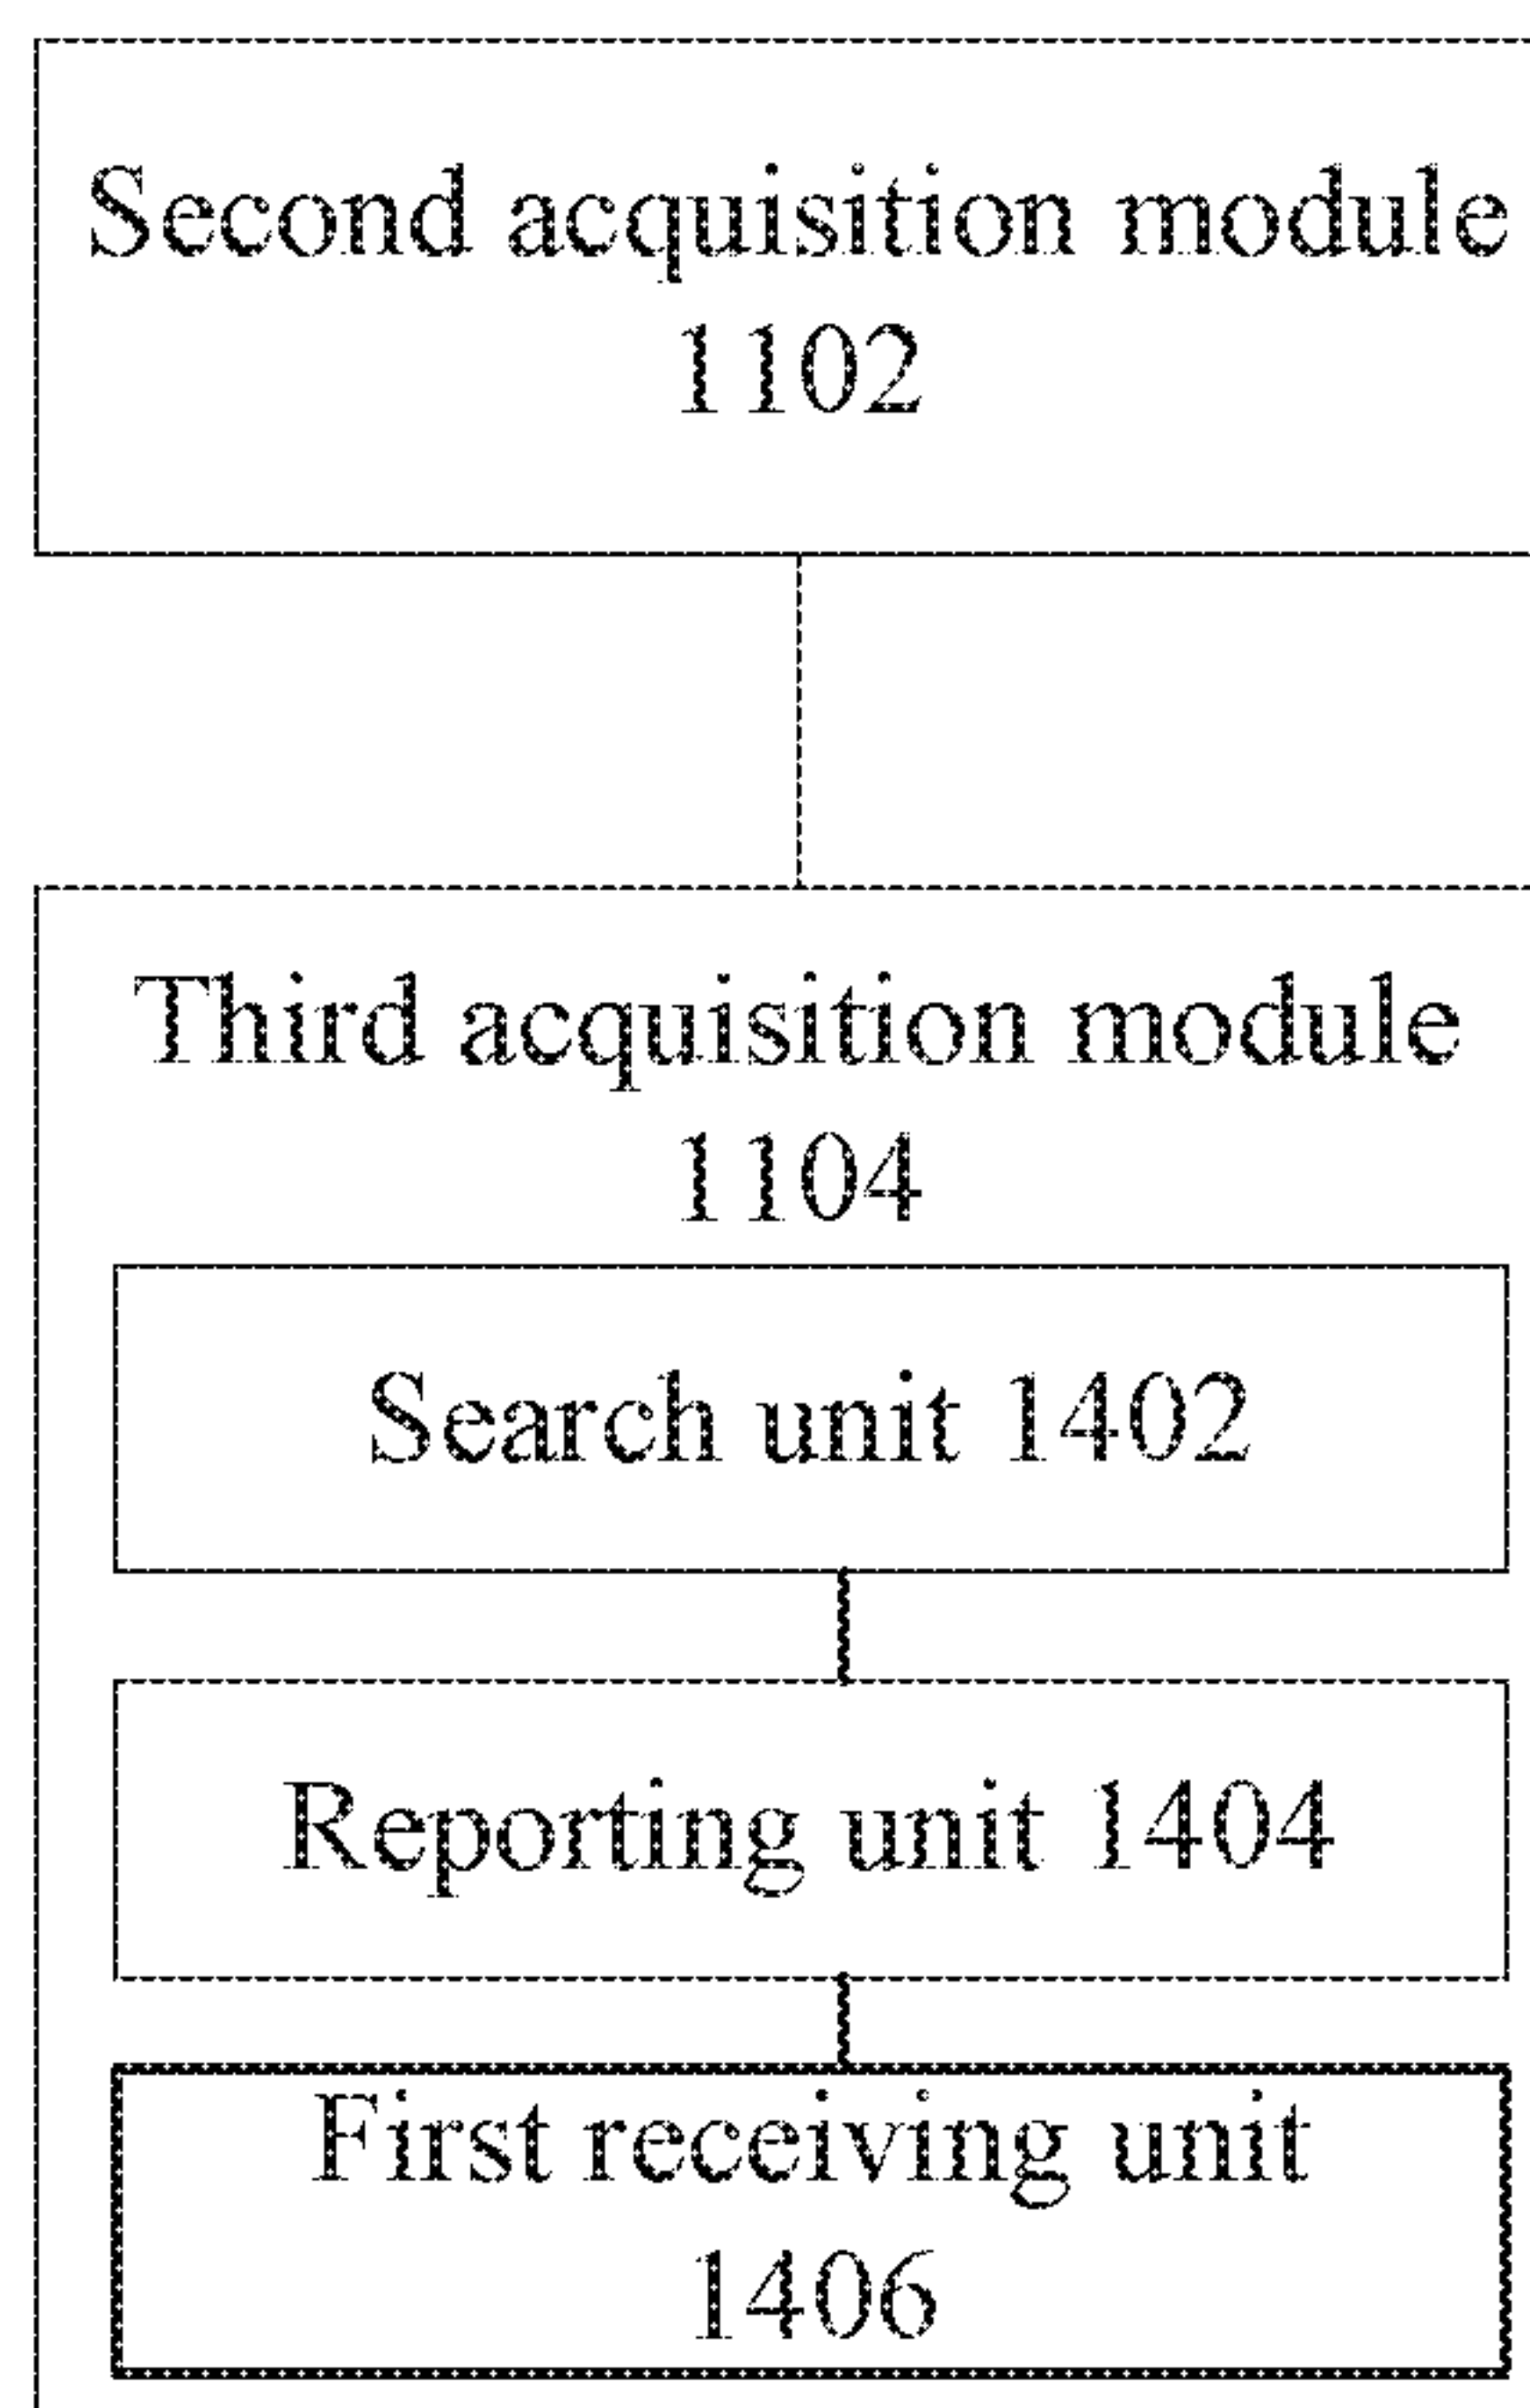 Second acquisition module
1102
Third acquisition module
1104
Search unit 1402
Reporting unit 1404
First receiving unit
1406